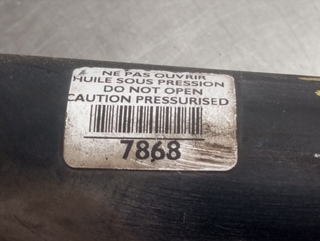 NE PAS OUVRIR
HUILE SOUS PRESSION
DO NOT OPEN
CAUTION PRESSURISED
7868